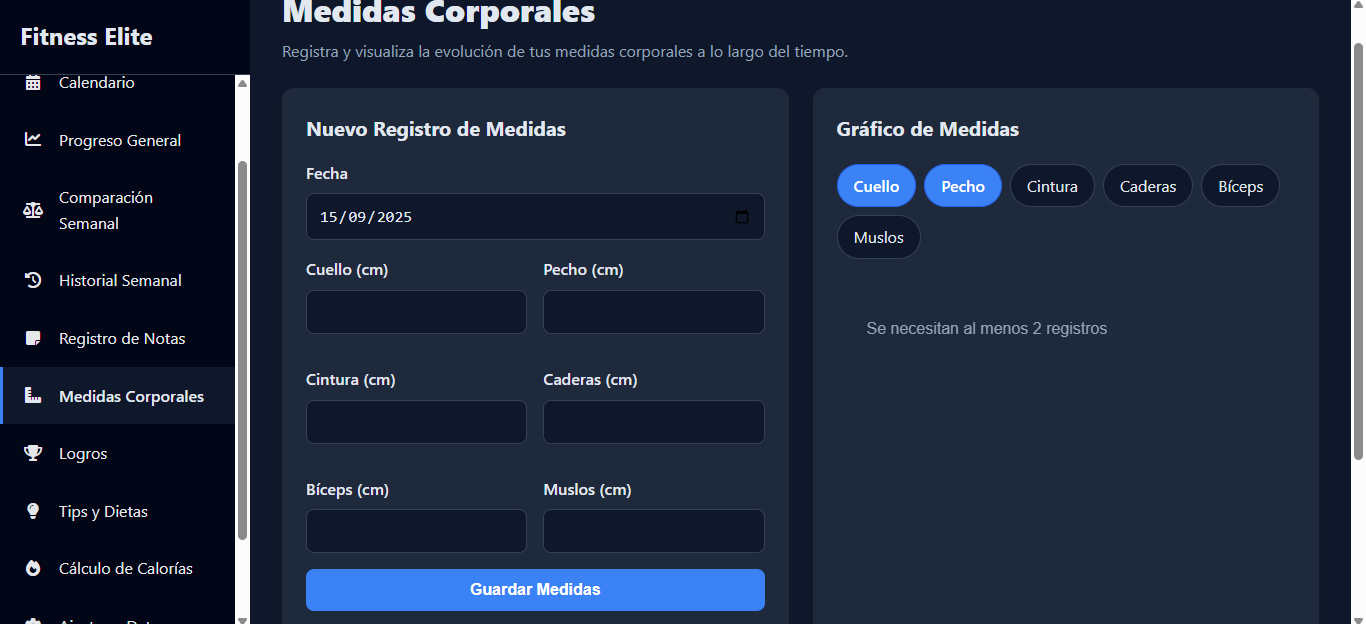 Fitness Elite
Calendario
Progreso General
Comparación
Semanal
Historial Semanal
Registro de Notas
Medidas Corporales
Logros
Tips y Dietas
Cálculo de Calorías
Medidas Corporales
Registra y visualiza la evolución de tus medidas corporales a lo largo del tiempo.
Nuevo Registro de Medidas
Fecha
15/09/2025
Cuello (cm) Pecho (cm)
Cintura (cm) Caderas (cm)
Bíceps (cm) Muslos (cm)
Guardar Medidas
Gráfico de Medidas
Cuello Pecho Cintura Caderas Bíceps
Muslos
Se necesitan al menos 2 registros